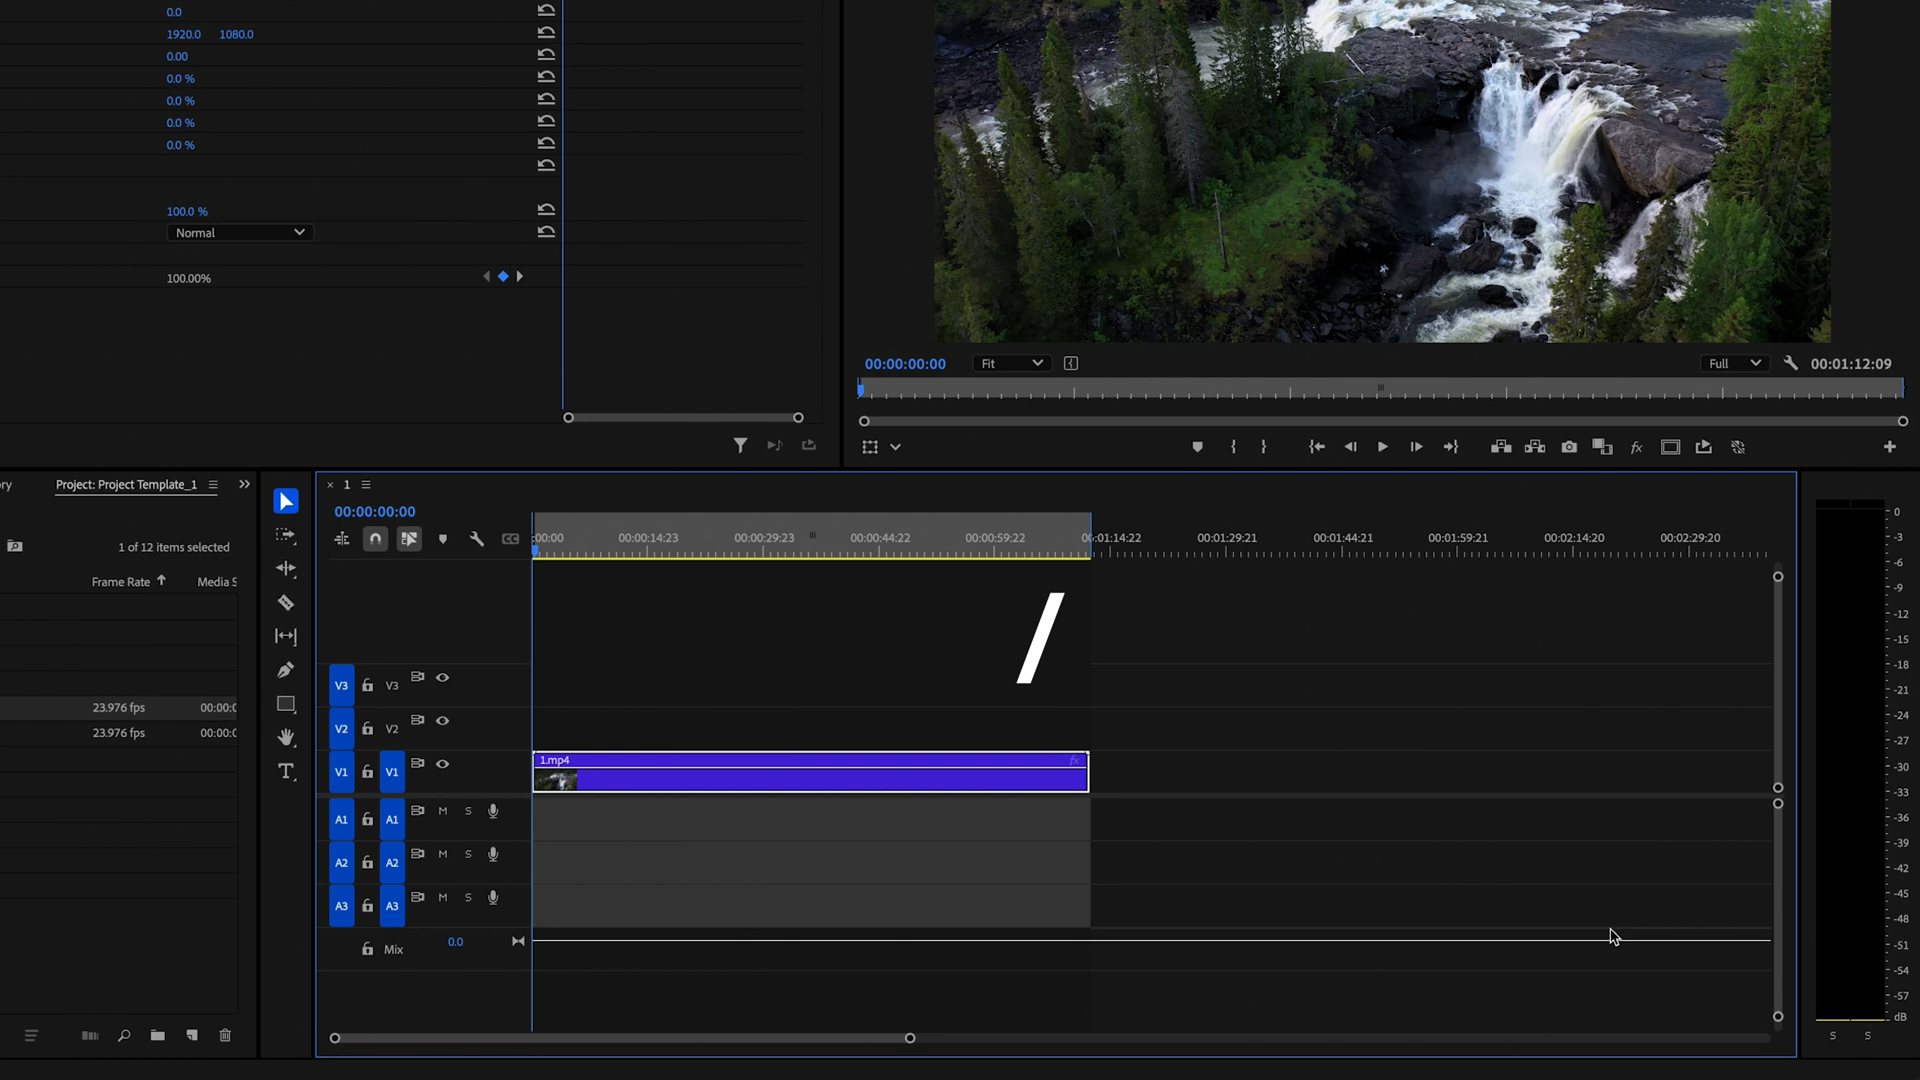 0.0
1920.0 1080.0
0.00
0.0 %
0.0 %
0.0 %
0.0 %
100.0 %
Normal
100.00%
00:00:00:00 Fit Full 00:01:12:09
ry Project: Project Template_1
1 of 12 items selected
Frame Rate Media S
23.976 fps 00:00:0
23.976 fps 00:00:0
1
00:00:00:00
CC :00:00 00:00:14:23 00:00:29:23 00:00:44:22 00:00:59:22 00:01:14:22 00:01:29:21 00:01:44:21 00:01:59:21 00:02:14:20 00:02:29:20
/
V3 V3
V2 V2
V1 V1
1.mp4 fx
A1 A1 M S
A2 A2 M S
A3 A3 M S
Mix 0.0
0
-3
-6
-9
-12
-15
-18
-21
-24
-27
-30
-33
-36
-39
-42
-45
-48
-51
-54
-57
dB
S S